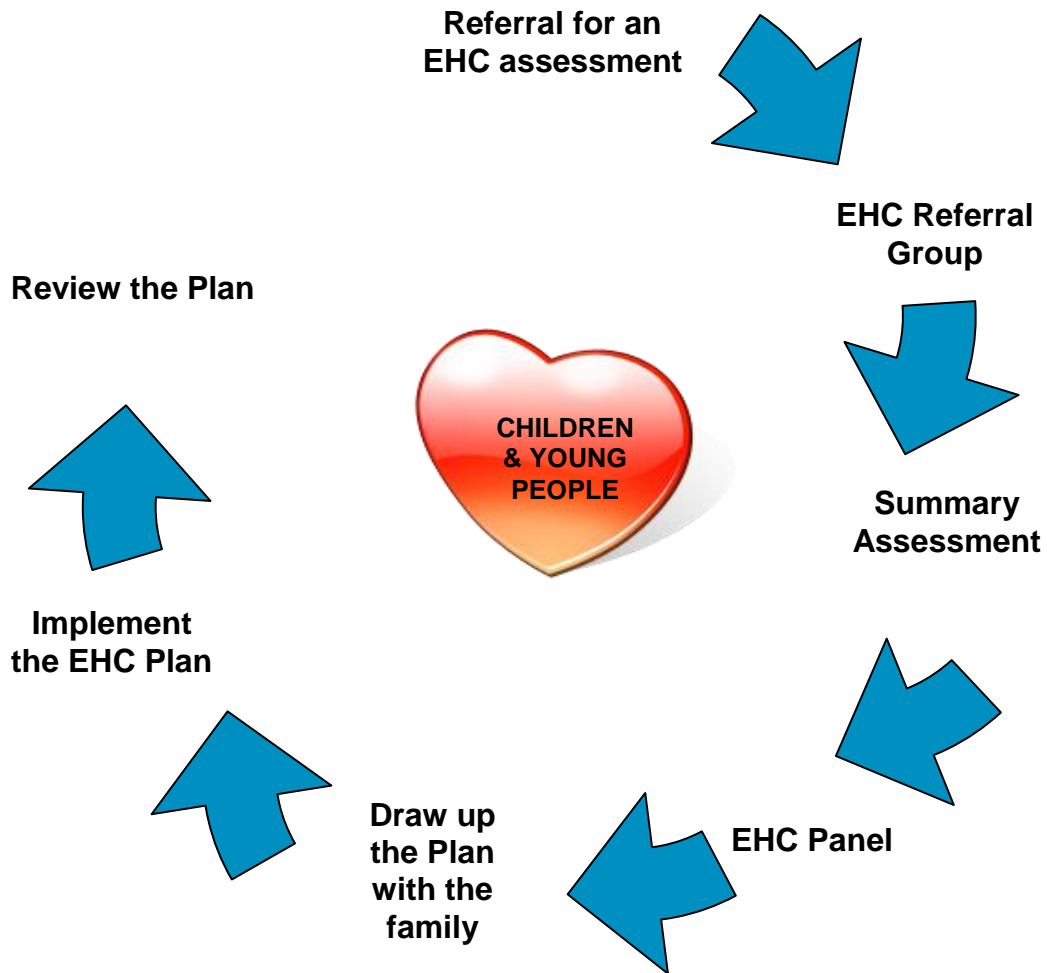 Referral for an
EHC assessment
EHC Referral
Group
Summary
Assessment
EHC Panel
Draw up
the Plan
with the
family
Implement
the EHC Plan
Review the Plan
CHILDREN
& YOUNG
PEOPLE